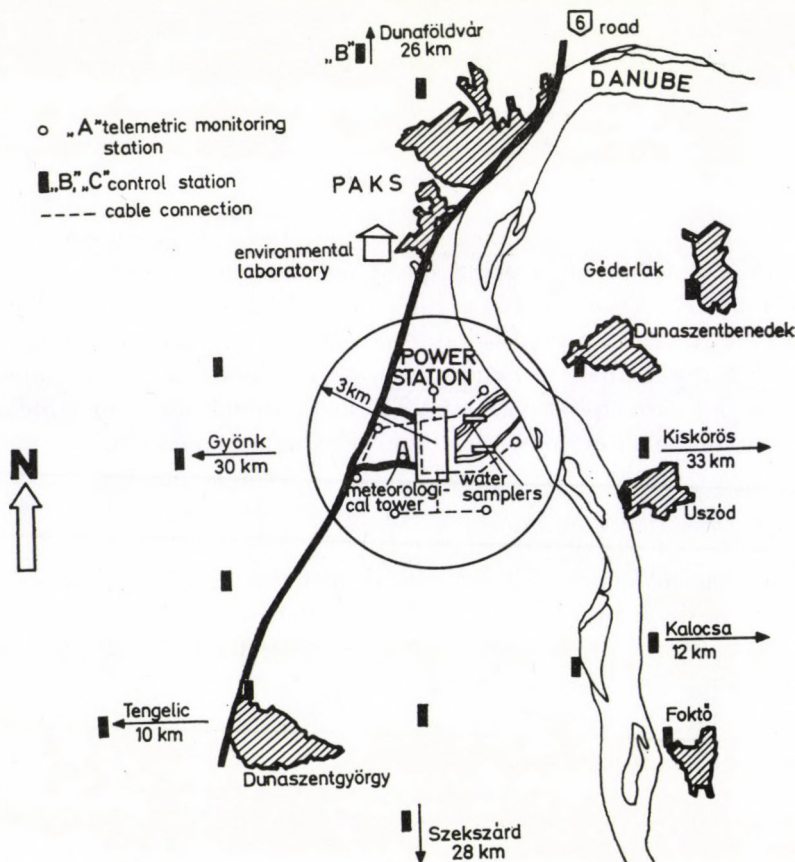 6 road
„B" Dunaföldvár
26 km
DANUBE
„A" telemetric monitoring
station
„B", „C" control station
cable connection
PAKS
environmental
laboratory
Géderlak
Dunaszentbenedek
POWER
STATION
3km
Gyönk
30 km
Kiskőrös
33 km
N
meteorologi-
cal tower
water
samplers
Uszód
Kalocsa
12 km
Tengelic
10 km
Foktő
Dunaszentgyörgy
Szekszárd
28 km